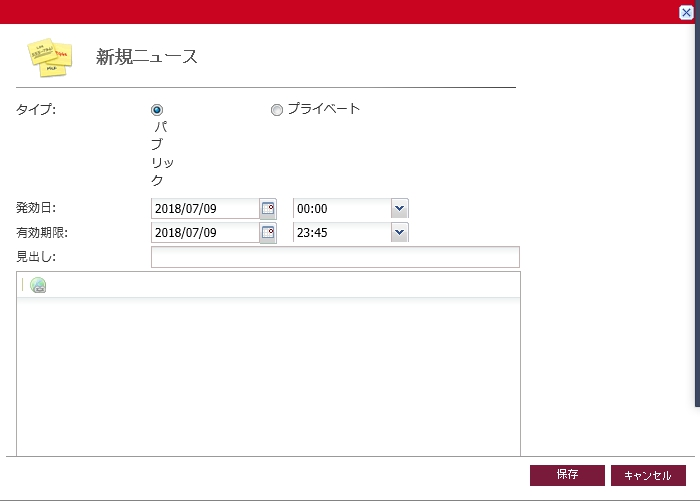 新規ニュース
タイプ:
パブリック
プライベート
発効日:
2018/07/09
00:00
有効期限:
2018/07/09
23:45
見出し:
保存
キャンセル